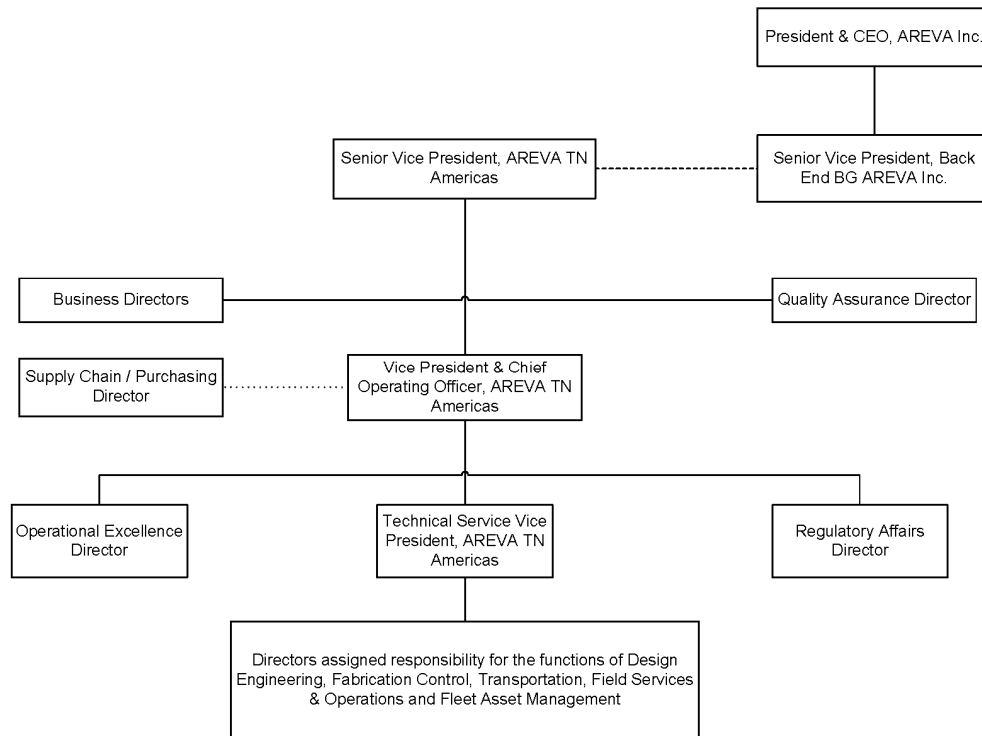 President & CEO, AREVA Inc.
Senior Vice President, AREVA TN
Americas
Senior Vice President, Back
End BG AREVA Inc.
Business Directors
Quality Assurance Director
Supply Chain / Purchasing
Director
Vice President & Chief
Operating Officer, AREVA TN
Americas
Operational Excellence
Director
Technical Service Vice
President, AREVA TN
Americas
Regulatory Affairs
Director
Directors assigned responsibility for the functions of Design
Engineering, Fabrication Control, Transportation, Field Services
& Operations and Fleet Asset Management